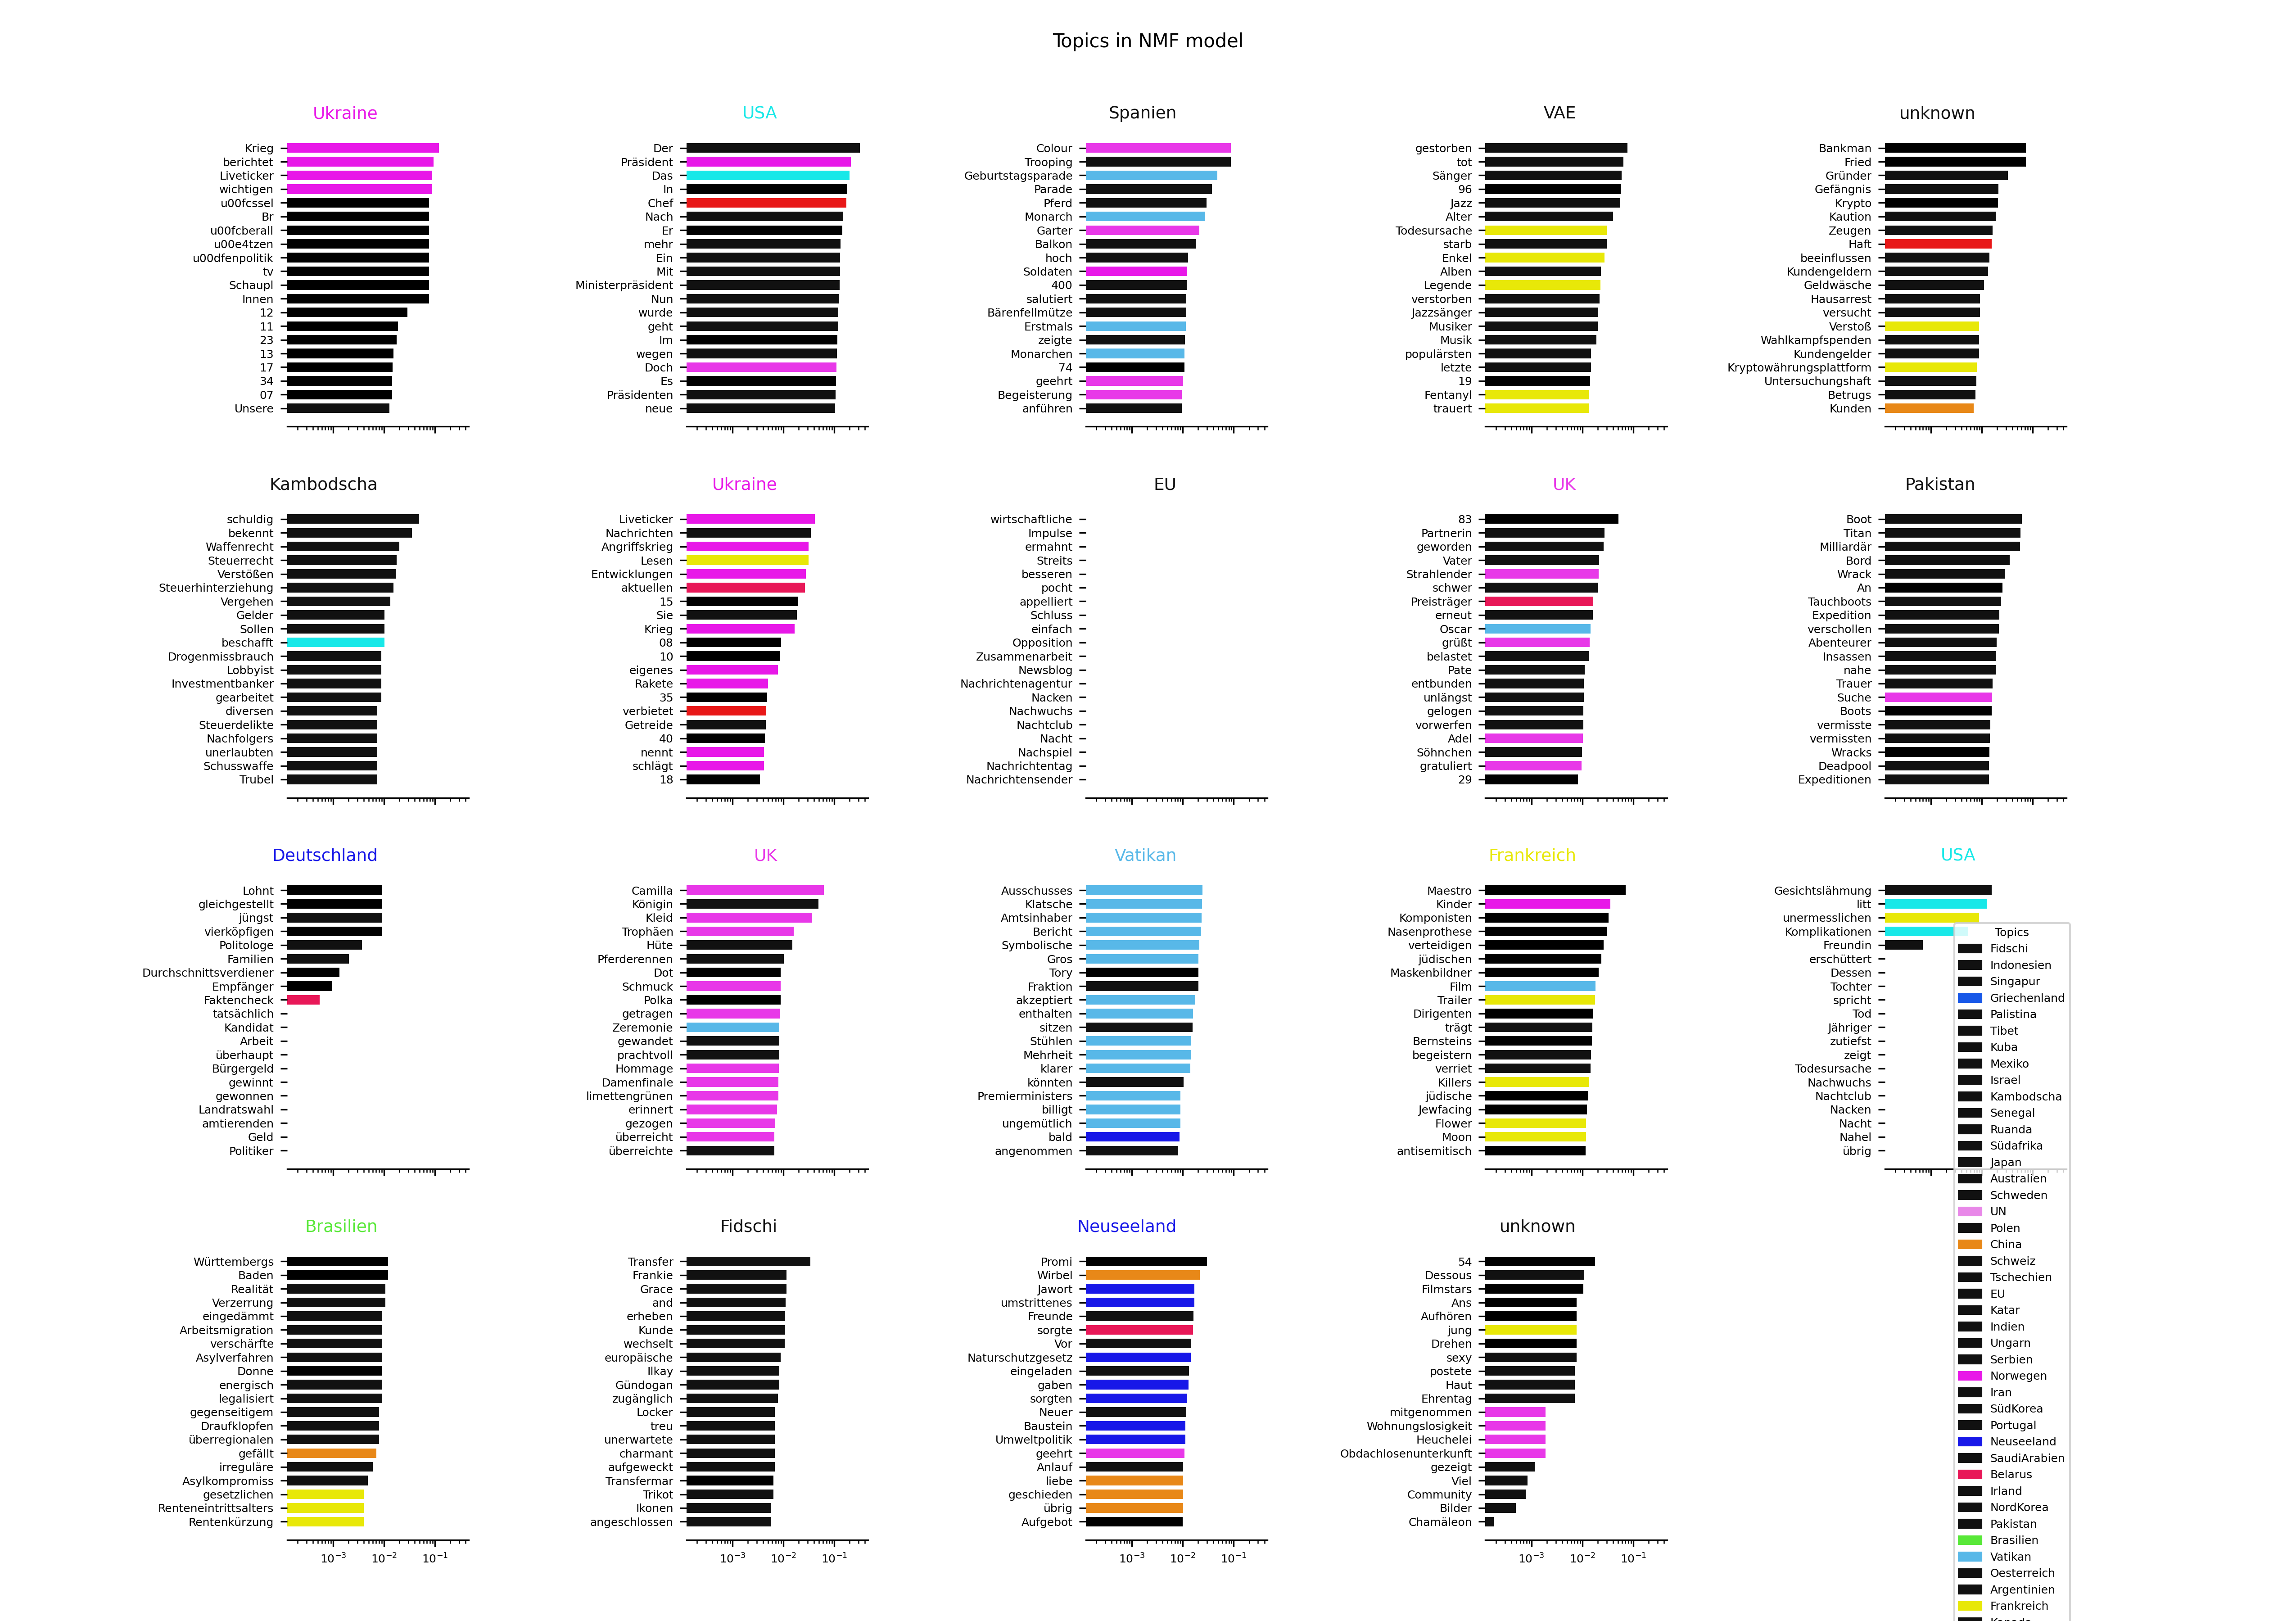 Topics in NMF model
Ukraine
Krieg
berichtet
Liveticker
wichtigen
u00fcssel
Br
u00fcberall
u00e4tzen
u00dfenpolitik
tv
Schaupl
Innen
12
11
23
13
17
34
07
Unsere
USA
Der
Präsident
Das
In
Chef
Nach
Er
mehr
Ein
Mit
Ministerpräsident
Nun
wurde
geht
Im
wegen
Doch
Es
Präsidenten
neue
Spanien
Colour
Trooping
Geburtstagsparade
Parade
Pferd
Monarch
Garter
Balkon
hoch
Soldaten
400
salutiert
Bärenfellmütze
Erstmals
zeigte
Monarchen
74
geehrt
Begeisterung
anführen
VAE
gestorben
tot
Sänger
96
Jazz
Alter
Todesursache
starb
Enkel
Alben
Legende
verstorben
Jazzsänger
Musiker
Musik
populärsten
letzte
19
Fentanyl
trauert
unknown
Bankman
Fried
Gründer
Gefängnis
Krypto
Kaution
Zeugen
Haft
beeinflussen
Kundengeldern
Geldwäsche
Hausarrest
versucht
Verstoß
Wahlkampfspenden
Kundengelder
Kryptowährungsplattform
Untersuchungshaft
Betrugs
Kunden
Kambodscha
schuldig
bekennt
Waffenrecht
Steuerrecht
Verstößen
Steuerhinterziehung
Vergehen
Gelder
Sollen
beschafft
Drogenmissbrauch
Lobbyist
Investmentbanker
gearbeitet
diversen
Steuerdelikte
Nachfolgers
unerlaubten
Schusswaffe
Trubel
Ukraine
Liveticker
Nachrichten
Angriffskrieg
Lesen
Entwicklungen
aktuellen
15
Sie
Krieg
08
10
eigenes
Rakete
35
verbietet
Getreide
40
nennt
schlägt
18
EU
wirtschaftliche
Impulse
ermahnt
Streits
besseren
pocht
appelliert
Schluss
einfach
Opposition
Zusammenarbeit
Newsblog
Nachrichtenagentur
Nacken
Nachwuchs
Nachtclub
Nacht
Nachspiel
Nachrichtentag
Nachrichtensender
UK
83
Partnerin
geworden
Vater
Strahlender
schwer
Preisträger
erneut
Oscar
grüßt
belastet
Pate
entbunden
unlängst
gelogen
vorwerfen
Adel
Söhnchen
gratuliert
29
Pakistan
Boot
Titan
Milliardär
Bord
Wrack
An
Tauchboots
Expedition
verschollen
Abenteurer
Insassen
nahe
Trauer
Suche
Boots
vermisste
vermissten
Wracks
Deadpool
Expeditionen
Deutschland
Lohnt
gleichgestellt
jüngst
vierköpfigen
Politologe
Familien
Durchschnittsverdiener
Empfänger
Faktencheck
tatsächlich
Kandidat
Arbeit
überhaupt
Bürgergeld
gewinnt
gewonnen
Landratswahl
amtierenden
Geld
Politiker
UK
Camilla
Königin
Kleid
Trophäen
Hüte
Pferderennen
Dot
Schmuck
Polka
getragen
Zeremonie
gewandet
prachtvoll
Hommage
Damenfinale
limettengrünen
erinnert
gezogen
überreicht
überreichte
Vatikan
Ausschusses
Klatsche
Amtsinhaber
Bericht
Symbolische
Gros
Tory
Fraktion
akzeptiert
enthalten
sitzen
Stühlen
Mehrheit
klarer
könnten
Premierministers
billigt
ungemütlich
bald
angenommen
Frankreich
Maestro
Kinder
Komponisten
Nasenprothese
verteidigen
jüdischen
Maskenbildner
Film
Trailer
Dirigenten
trägt
Bernsteins
begeistern
verriet
Killers
jüdische
Jewfacing
Flower
Moon
antisemitisch
USA
Gesichtslähmung
litt
unermesslichen
Komplikationen
Freundin
erschüttert
Dessen
Tochter
spricht
Tod
Jähriger
zutiefst
zeigt
Todesursache
Nachwuchs
Nachtclub
Nacken
Nacht
Nahel
übrig
Brasilien
Württembergs
Baden
Realität
Verzerrung
eingedämmt
Arbeitsmigration
verschärfte
Asylverfahren
Donne
energisch
legalisiert
gegenseitigem
Draufklopfen
überregionalen
gefällt
irreguläre
Asylkompromiss
gesetzlichen
Renteneintrittsalters
Rentenkürzung
10⁻³ 10⁻² 10⁻¹
Fidschi
Transfer
Frankie
Grace
and
erheben
Kunde
wechselt
europäische
Ilkay
Gündogan
zugänglich
Locker
treu
unerwartete
charmant
aufgeweckt
Transfermar
Trikot
Ikonen
angeschlossen
10⁻³ 10⁻² 10⁻¹
Neuseeland
Promi
Wirbel
Jawort
umstrittenes
Freunde
sorgte
Vor
Naturschutzgesetz
eingeladen
gaben
sorgten
Neuer
Baustein
Umweltpolitik
geehrt
Anlauf
liebe
geschieden
übrig
Aufgebot
10⁻³ 10⁻² 10⁻¹
unknown
54
Dessous
Filmstars
Ans
Aufhören
jung
Drehen
sexy
postete
Haut
Ehrentag
mitgenommen
Wohnungslosigkeit
Heuchelei
Obdachlosenunterkunft
gezeigt
Viel
Community
Bilder
Chamäleon
10⁻³ 10⁻² 10⁻¹
Topics
Fidschi
Indonesien
Singapur
Griechenland
Palistina
Tibet
Kuba
Mexiko
Israel
Kambodscha
Senegal
Ruanda
Südafrika
Japan
Australien
Schweden
UN
Polen
China
Schweiz
Tschechien
EU
Katar
Indien
Ungarn
Serbien
Norwegen
Iran
SüdKorea
Portugal
Neuseeland
SaudiArabien
Belarus
Irland
NordKorea
Pakistan
Brasilien
Vatikan
Oesterreich
Argentinien
Frankreich